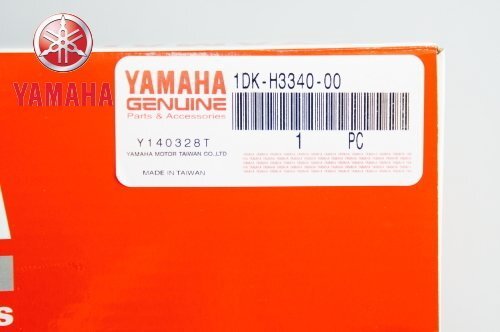 YAMAHA
YAMAHA
GENUINE
Parts & Accessories
1DK-H3340-00
1 PC
Y140328T
YAMAHA MOTOR TAIWAN CO.,LTD
MADE IN TAIWAN